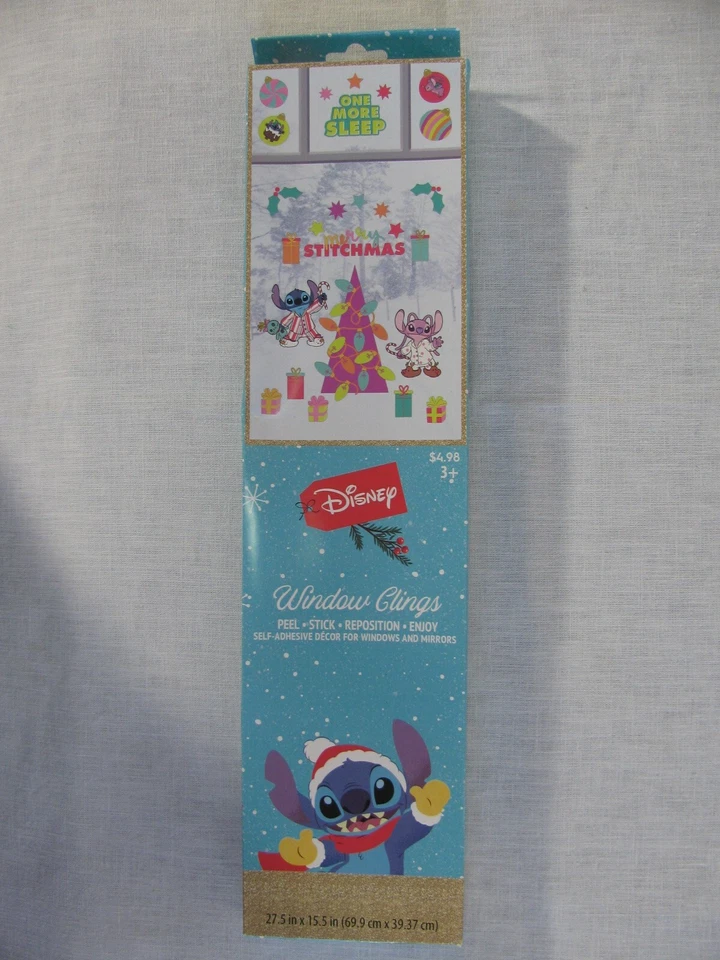 ONE
MORE
SLEEP
merry
STITCHMAS
$4.98
3+
Disney
Window Clings
PEEL • STICK • REPOSITION • ENJOY
SELF-ADHESIVE DÉCOR FOR WINDOWS AND MIRRORS
27.5 in x 15.5 in (69.9 cm x 39.37 cm)